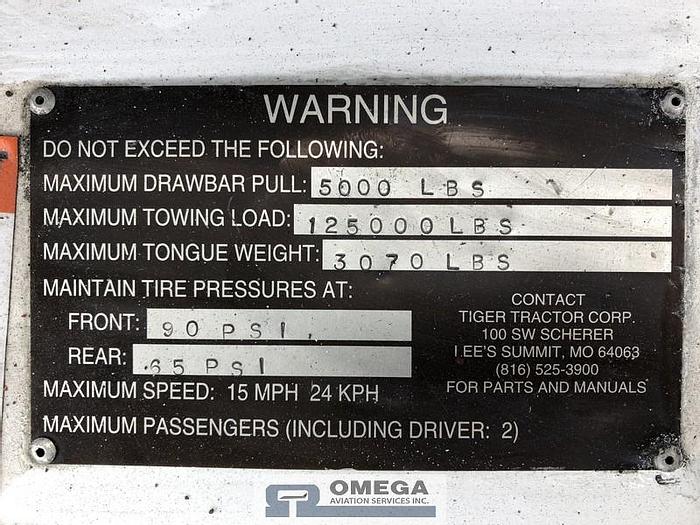 WARNING
DO NOT EXCEED THE FOLLOWING:
MAXIMUM DRAWBAR PULL: 5000 LBS
MAXIMUM TOWING LOAD: 125000 LBS
MAXIMUM TONGUE WEIGHT: 3070 LBS
MAINTAIN TIRE PRESSURES AT:
FRONT: 90 PSI
REAR: 65 PSI
MAXIMUM SPEED: 15 MPH 24 KPH
MAXIMUM PASSENGERS (INCLUDING DRIVER: 2)
CONTACT
TIGER TRACTOR CORP.
100 SW SCHERER
LEE'S SUMMIT, MO 64063
(816) 525-3900
FOR PARTS AND MANUALS
OMEGA
AVIATION SERVICES INC.